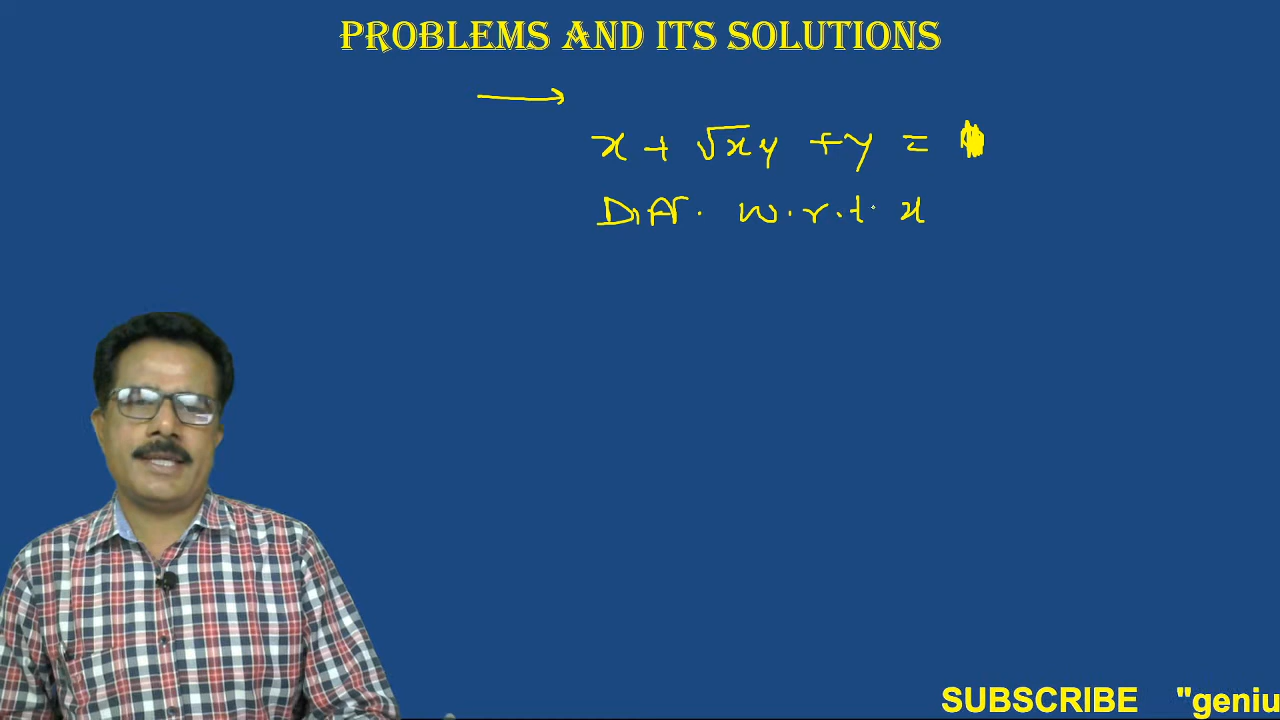 PROBLEMS AND ITS SOLUTIONS
x + √xy + y =
Diff. w.r.t. x
SUBSCRIBE "geniu